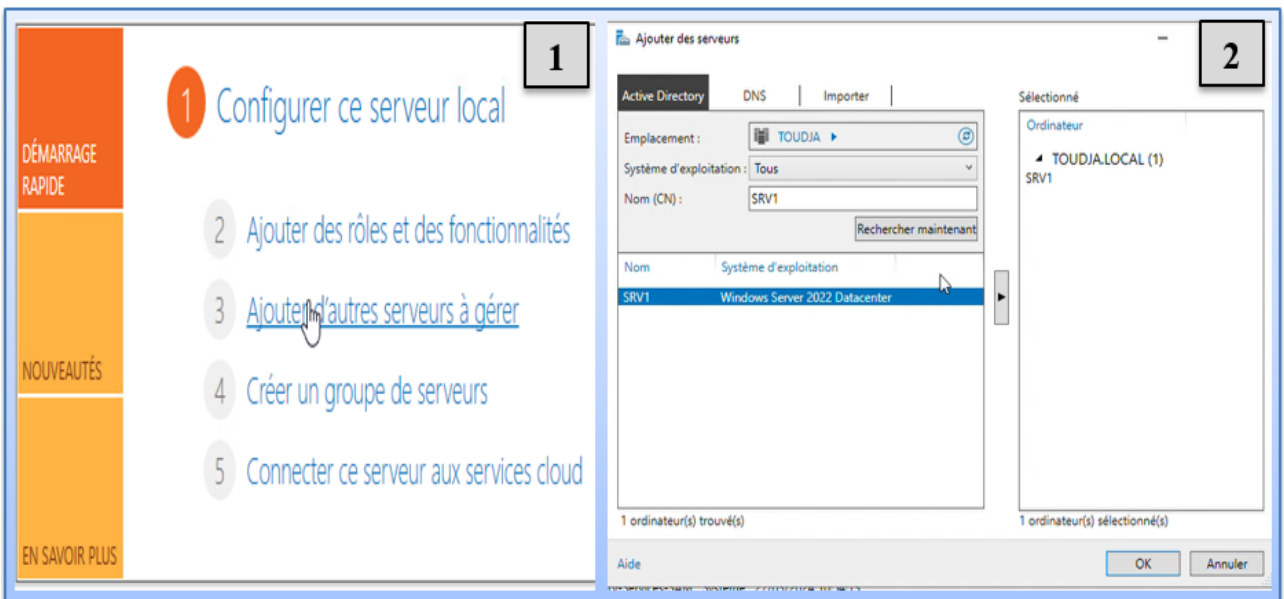 1
1 Configurer ce serveur local
DÉMARRAGE
RAPIDE
2 Ajouter des rôles et des fonctionnalités
3 Ajouter d'autres serveurs à gérer
NOUVEAUTÉS
4 Créer un groupe de serveurs
5 Connecter ce serveur aux services cloud
EN SAVOIR PLUS
2
Ajouter des serveurs
Active Directory DNS Importer
Emplacement : TOUDJA
Système d'exploitation : Tous
Nom (CN) : SRV1
Rechercher maintenant
Nom Système d'exploitation
SRV1 Windows Server 2022 Datacenter
1 ordinateur(s) trouvé(s)
Sélectionné
Ordinateur
TOUDJA.LOCAL (1)
SRV1
1 ordinateur(s) sélectionné(s)
Aide OK Annuler